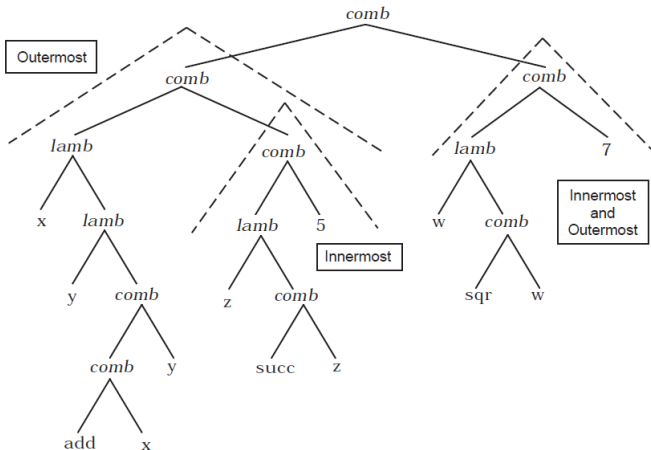 comb
Outermost
comb
comb
lamb
comb
lamb
7
x
lamb
lamb
5
w
comb
Innermost
and
Outermost
Innermost
y
comb
z
comb
sqr
w
comb
y
succ
z
add
x